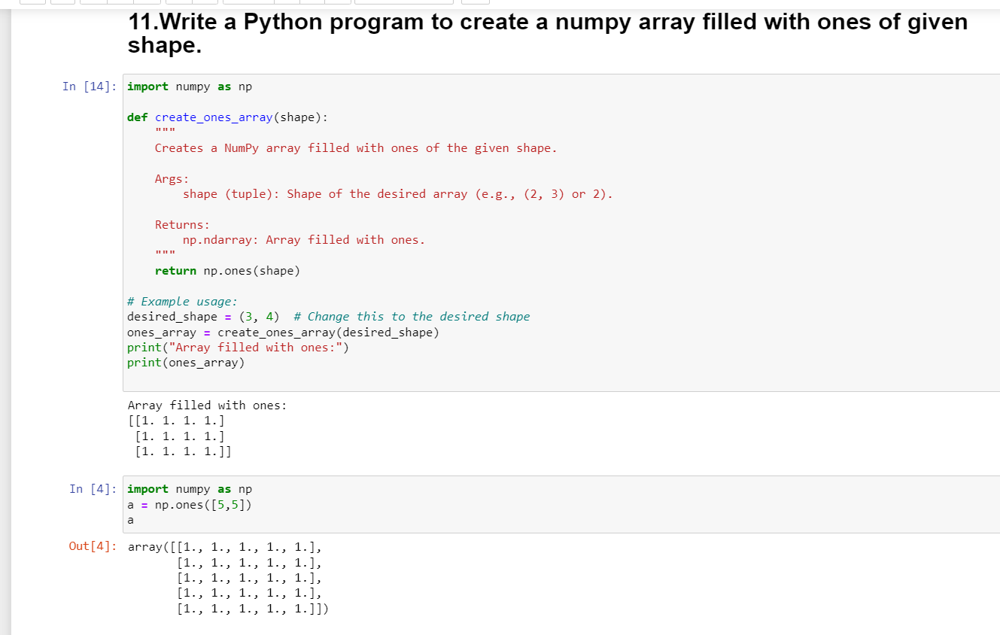 11.Write a Python program to create a numpy array filled with ones of given
shape.
In [14]:
import numpy as np
def create_ones_array(shape):
    """
    Creates a NumPy array filled with ones of the given shape.
    Args:
        shape (tuple): Shape of the desired array (e.g., (2, 3) or 2).
    Returns:
        np.ndarray: Array filled with ones.
    """
    return np.ones(shape)
# Example usage:
desired_shape = (3, 4)  # Change this to the desired shape
ones_array = create_ones_array(desired_shape)
print("Array filled with ones:")
print(ones_array)
Array filled with ones:
[[1. 1. 1. 1.]
 [1. 1. 1. 1.]
 [1. 1. 1. 1.]]
In [4]:
import numpy as np
a = np.ones([5,5])
a
Out[4]:
array([[1., 1., 1., 1., 1.],
       [1., 1., 1., 1., 1.],
       [1., 1., 1., 1., 1.],
       [1., 1., 1., 1., 1.],
       [1., 1., 1., 1., 1.]])